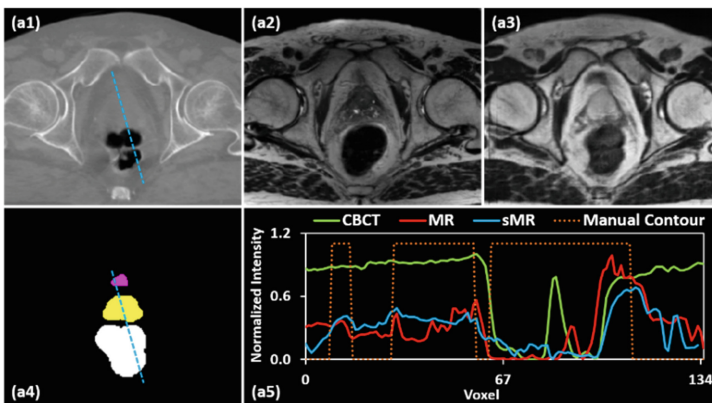 (a1)
(a2)
(a3)
(a4)
(a5)
CBCT MR sMR Manual Contour
Normalized Intensity
1.2
0.6
0.0
0 67 134
Voxel